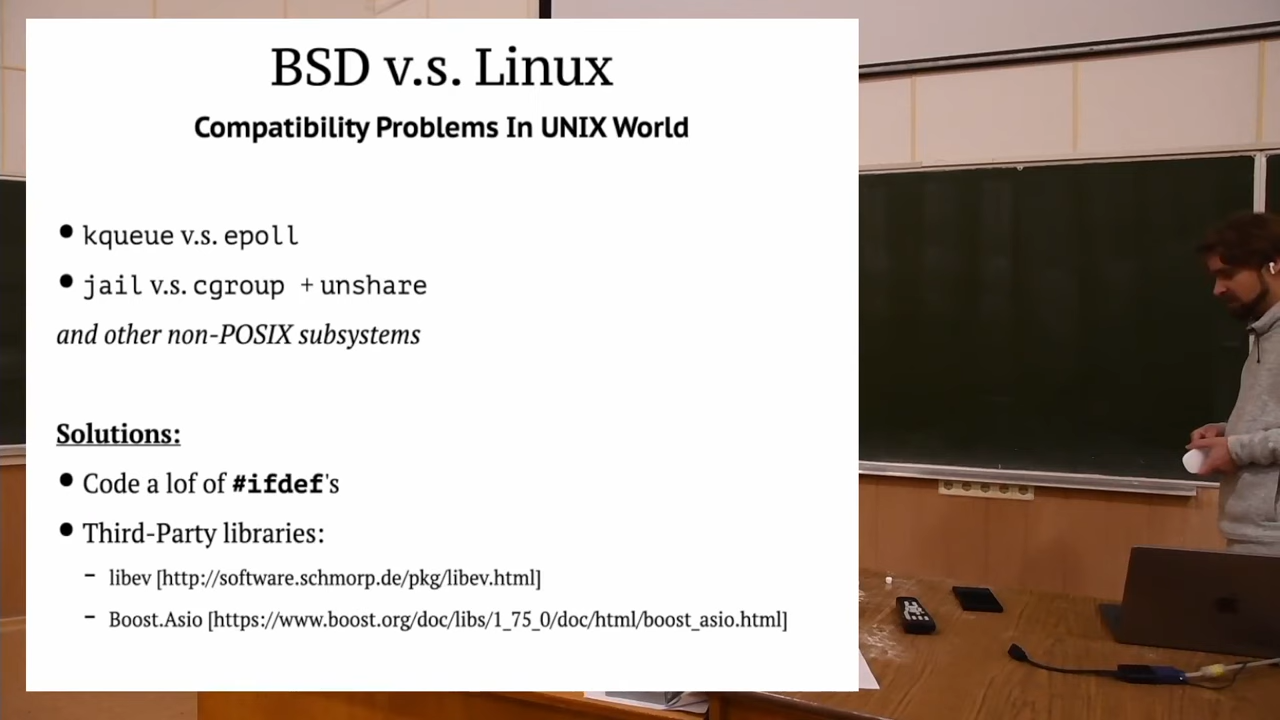 BSD v.s. Linux
Compatibility Problems In UNIX World
• kqueue v.s. epoll
• jail v.s. cgroup + unshare
and other non-POSIX subsystems
Solutions:
• Code a lof of #ifdef's
• Third-Party libraries:
– libev [http://software.schmorp.de/pkg/libev.html]
– Boost.Asio [https://www.boost.org/doc/libs/1_75_0/doc/html/boost_asio.html]